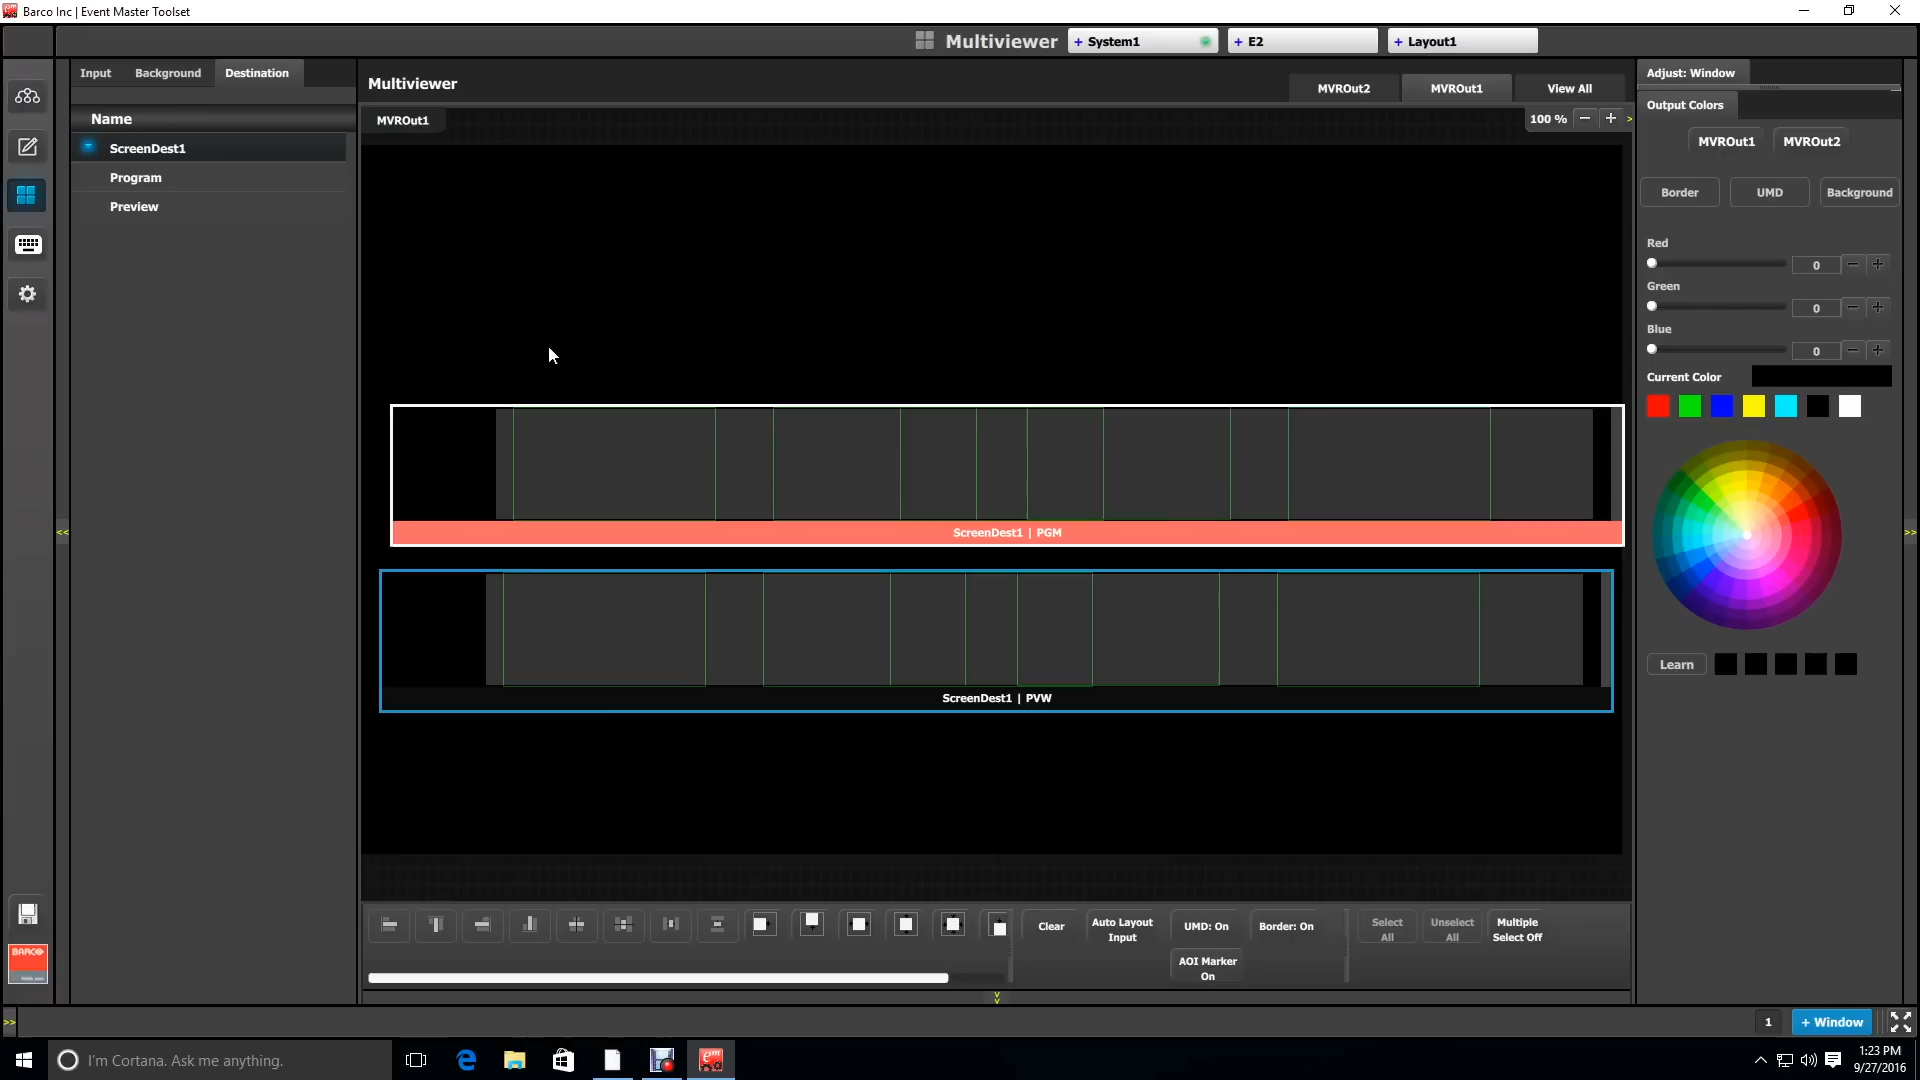 Barco Inc | Event Master Toolset
Multiviewer
+ System1
+ E2
+ Layout1
Input
Background
Destination
Name
ScreenDest1
Program
Preview
Multiviewer
MVROut2
MVROut1
View All
MVROut1
100 %
ScreenDest1 | PGM
ScreenDest1 | PVW
Adjust: Window
Output Colors
MVROut1
MVROut2
Border
UMD
Background
Red
0
Green
0
Blue
0
Current Color
Learn
<<
>>
Clear
Auto Layout
Input
UMD: On
Border: On
AOI Marker
On
Select
All
Unselect
All
Multiple
Select Off
BARCO
>>
1
+ Window
I'm Cortana. Ask me anything.
1:23 PM
9/27/2016